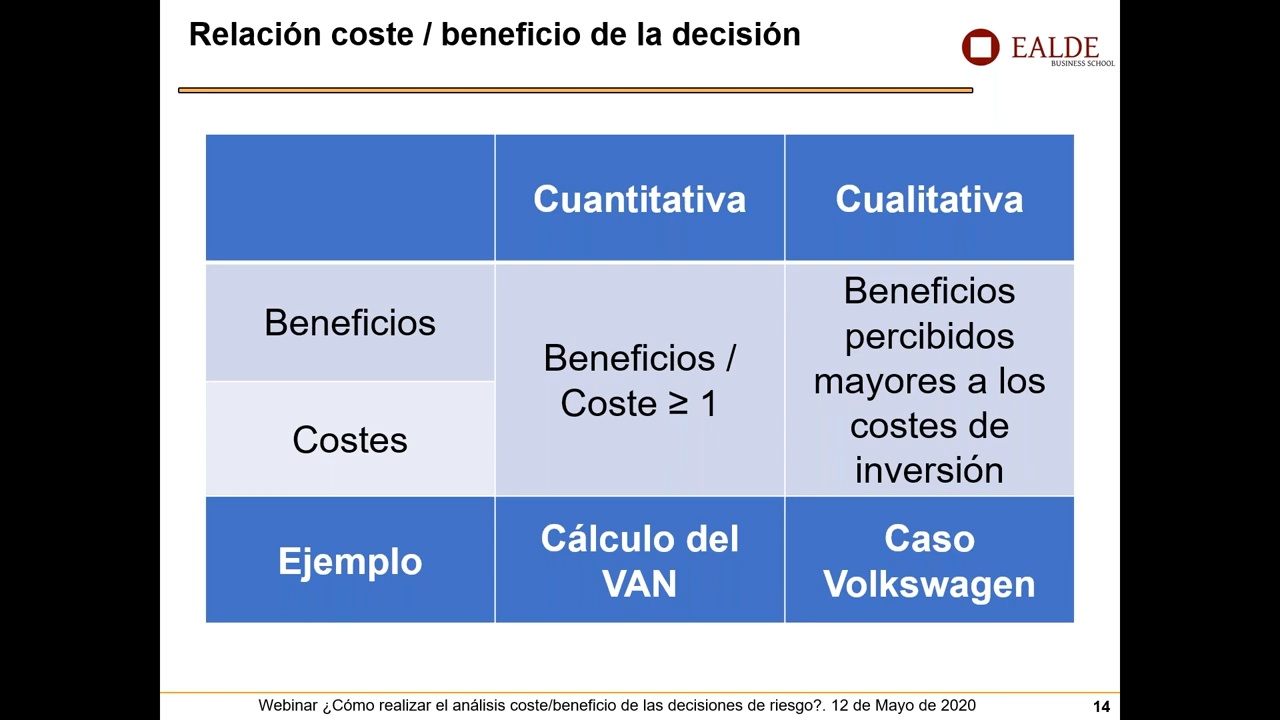 Relación coste / beneficio de la decisión
EALDE
BUSINESS SCHOOL
Cuantitativa
Cualitativa
Beneficios
Costes
Beneficios /
Coste ≥ 1
Beneficios
percibidos
mayores a los
costes de
inversión
Ejemplo
Cálculo del
VAN
Caso
Volkswagen
Webinar ¿Cómo realizar el análisis coste/beneficio de las decisiones de riesgo?. 12 de Mayo de 2020
14